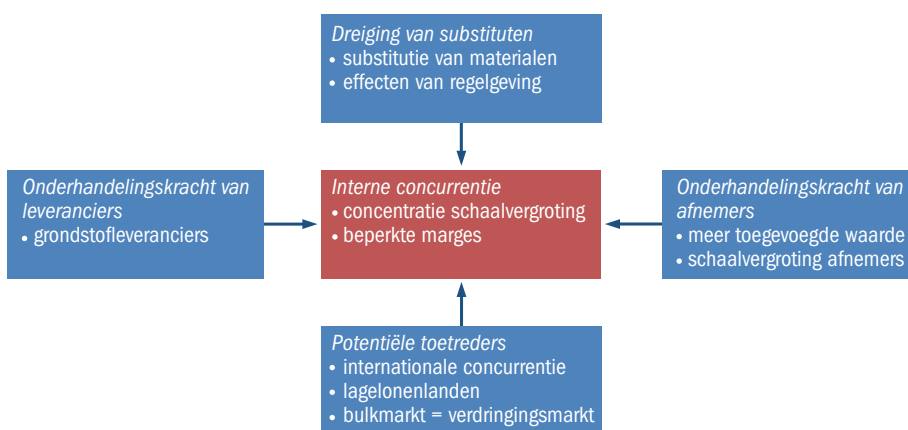 Dreiging van substituten
• substitutie van materialen
• effecten van regelgeving
Onderhandelingskracht van
leveranciers
• grondstofleveranciers
Interne concurrentie
• concentratie schaalvergroting
• beperkte marges
Onderhandelingskracht van
afnemers
• meer toegevoegde waarde
• schaalvergroting afnemers
Potentiële toetreders
• internationale concurrentie
• lagelonenlanden
• bulkmarkt = verdringingsmarkt